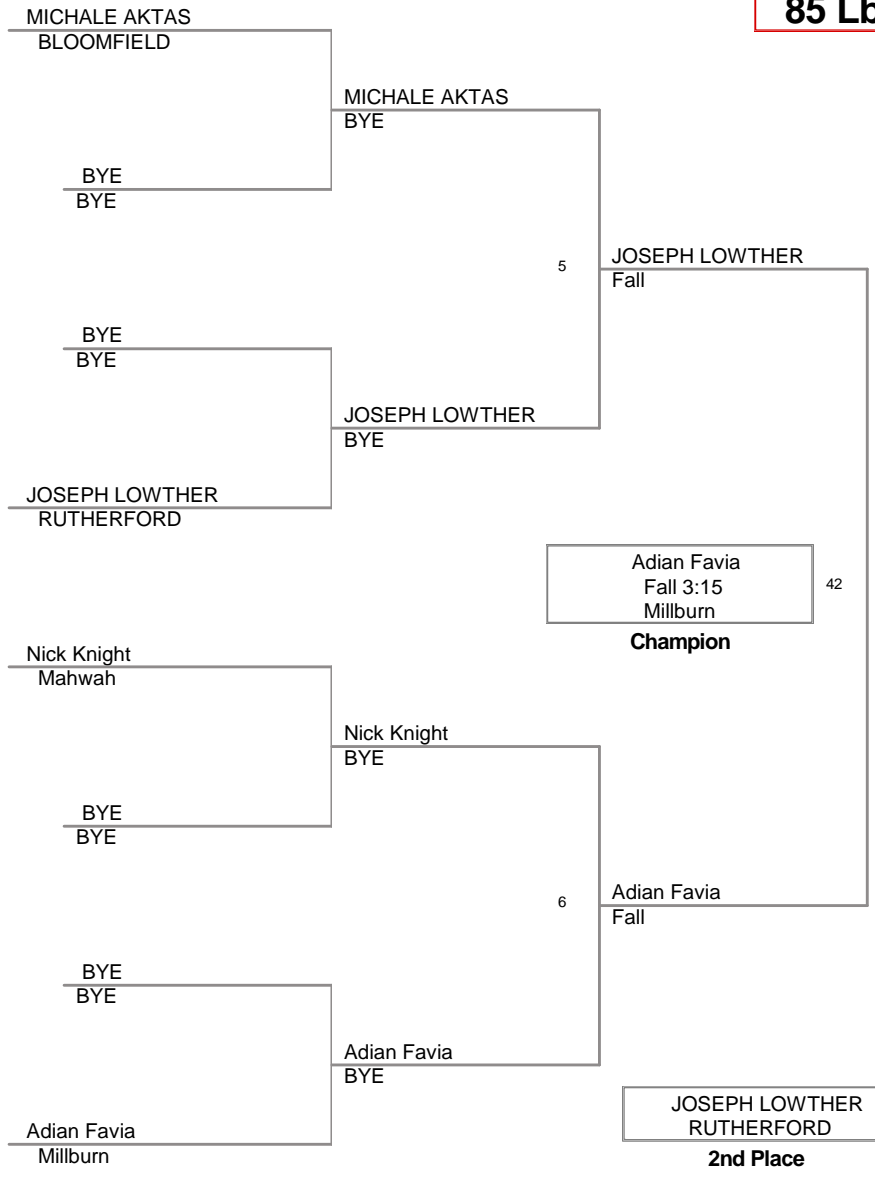 85 Lb
MICHALE AKTAS
BLOOMFIELD
MICHALE AKTAS
BYE
BYE
BYE
5
JOSEPH LOWTHER
Fall
BYE
BYE
JOSEPH LOWTHER
BYE
JOSEPH LOWTHER
RUTHERFORD
Adian Favia
Fall 3:15
Millburn
42
Champion
Nick Knight
Mahwah
Nick Knight
BYE
BYE
BYE
6
Adian Favia
Fall
BYE
BYE
Adian Favia
BYE
JOSEPH LOWTHER
RUTHERFORD
2nd Place
Adian Favia
Millburn